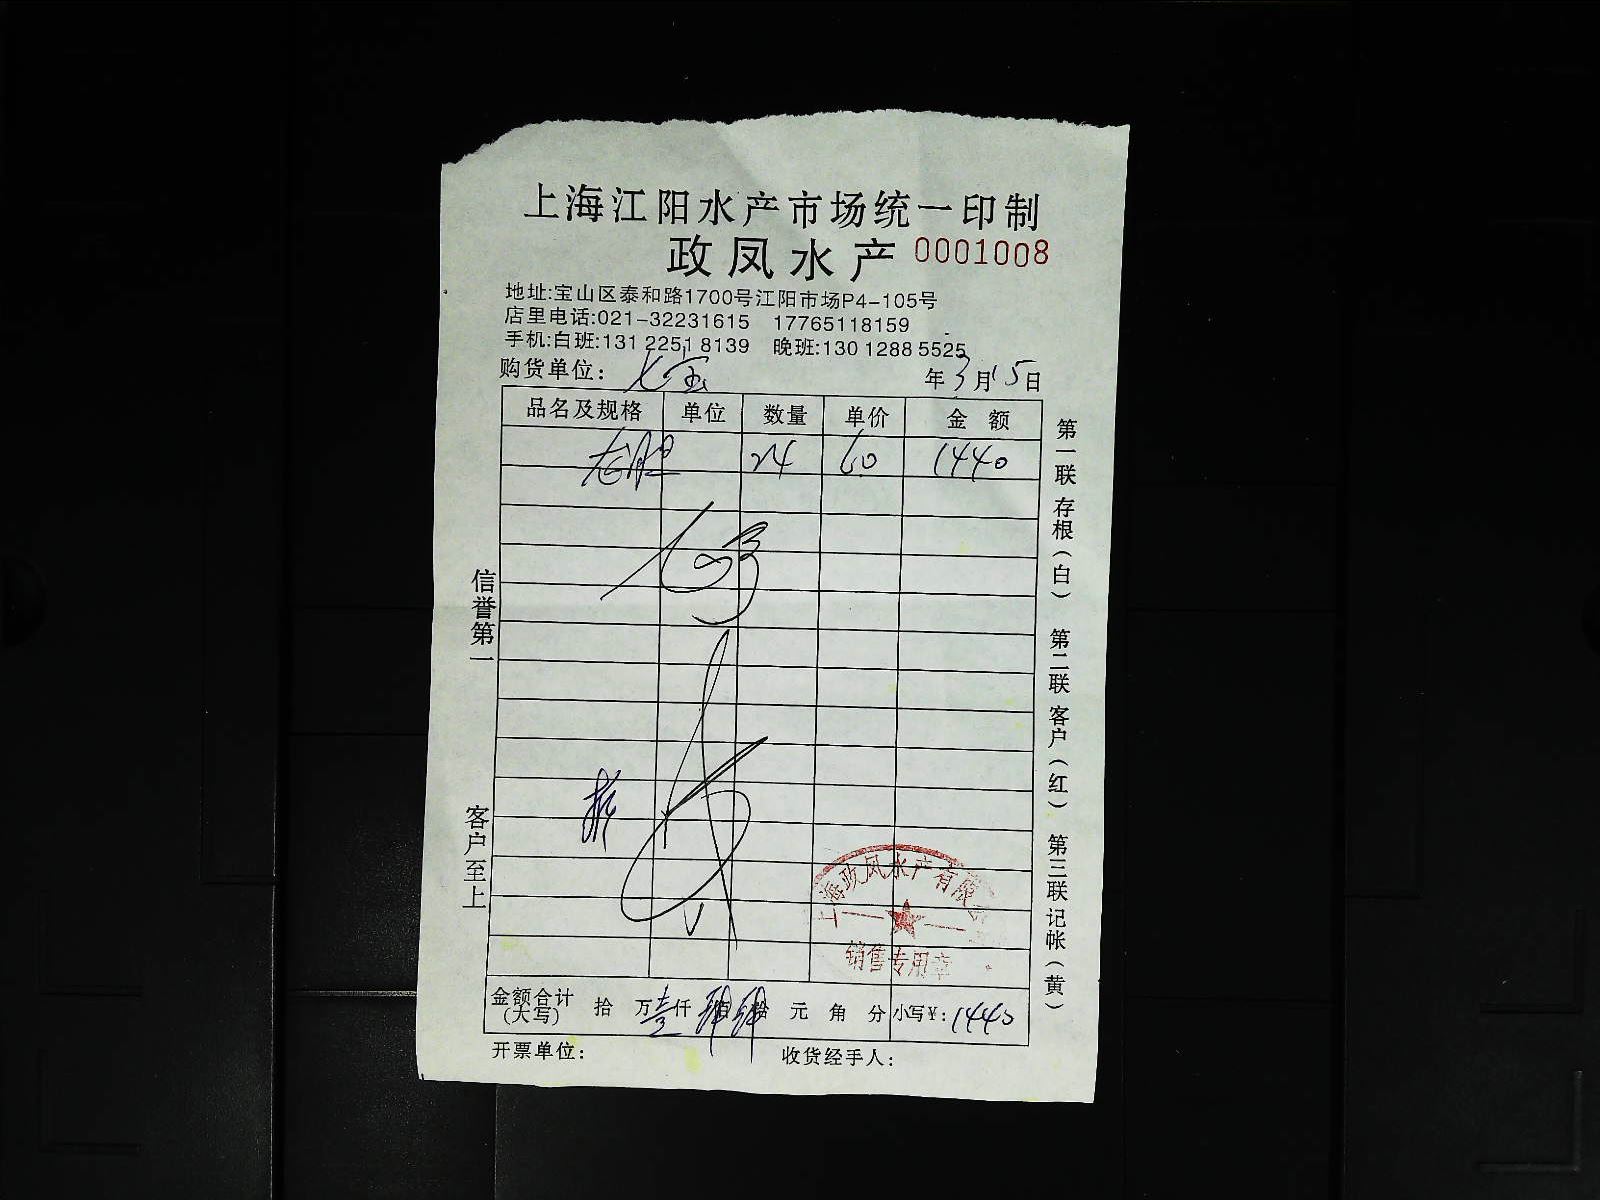 上海江阳水产市场统一印制
政凤水产 0001008
地址:宝山区泰和路1700号江阳市场P4-105号
店里电话:021-32231615 17765118159
手机:白班:131 2251 8139 晚班:130 1288 5525
购货单位: 七宝 年3月15日
品名及规格 单位 数量 单价 金额
龙胆 24 60 1440
信誉第一
客户至上
第一联 存根(白) 第二联 客户(红) 第三联 记帐(黄)
上海政凤水产有限
销售专用章
金额合计(大写) 拾 万壹仟肆佰肆拾 元 角 分 小写¥:1440
开票单位: 收货经手人: